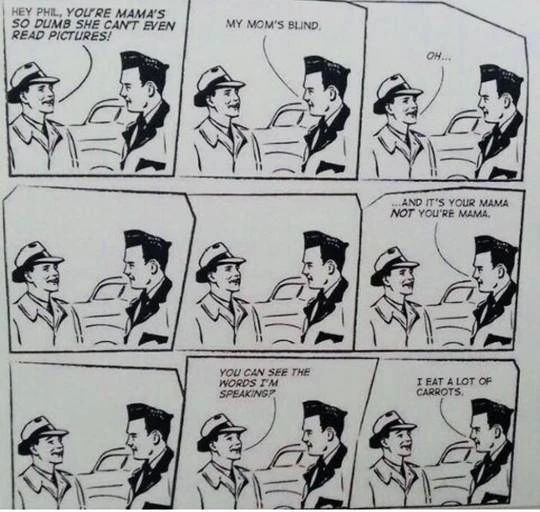 HEY PHIL, YOU'RE MAMA'S
SO DUMB SHE CAN'T EVEN
READ PICTURES!
MY MOM'S BLIND.
OH...
...AND IT'S YOUR MAMA
NOT YOU'RE MAMA.
YOU CAN SEE THE
WORDS I'M
SPEAKING?
I EAT A LOT OF
CARROTS.